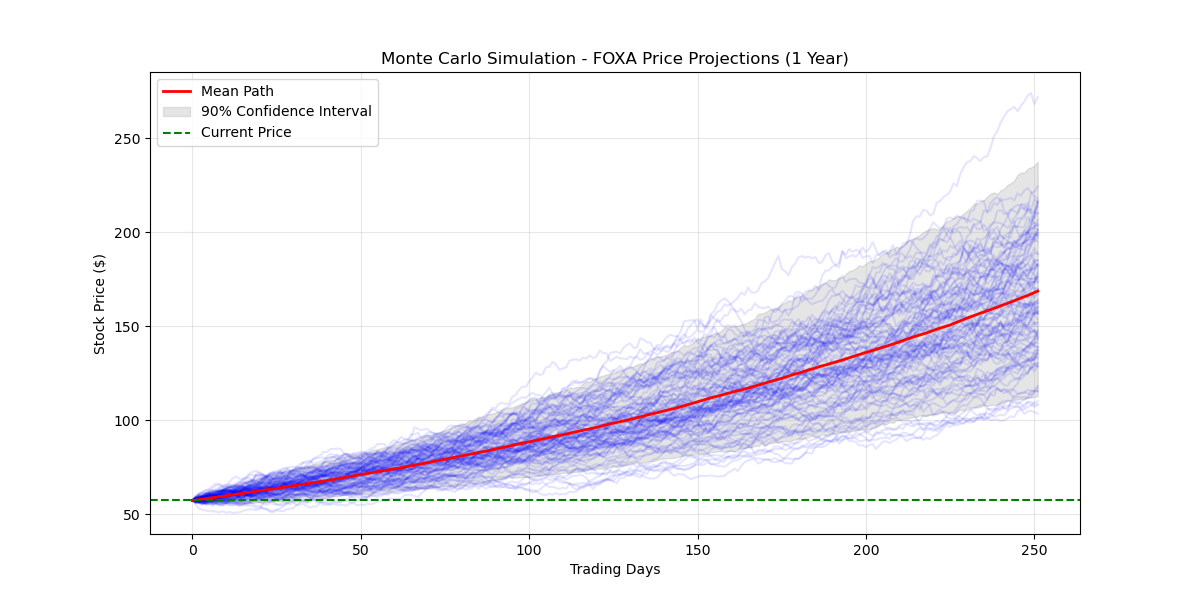 Monte Carlo Simulation - FOXA Price Projections (1 Year)
Mean Path
90% Confidence Interval
Current Price
Stock Price ($)
250
200
150
100
50
0
50
100
150
200
250
Trading Days